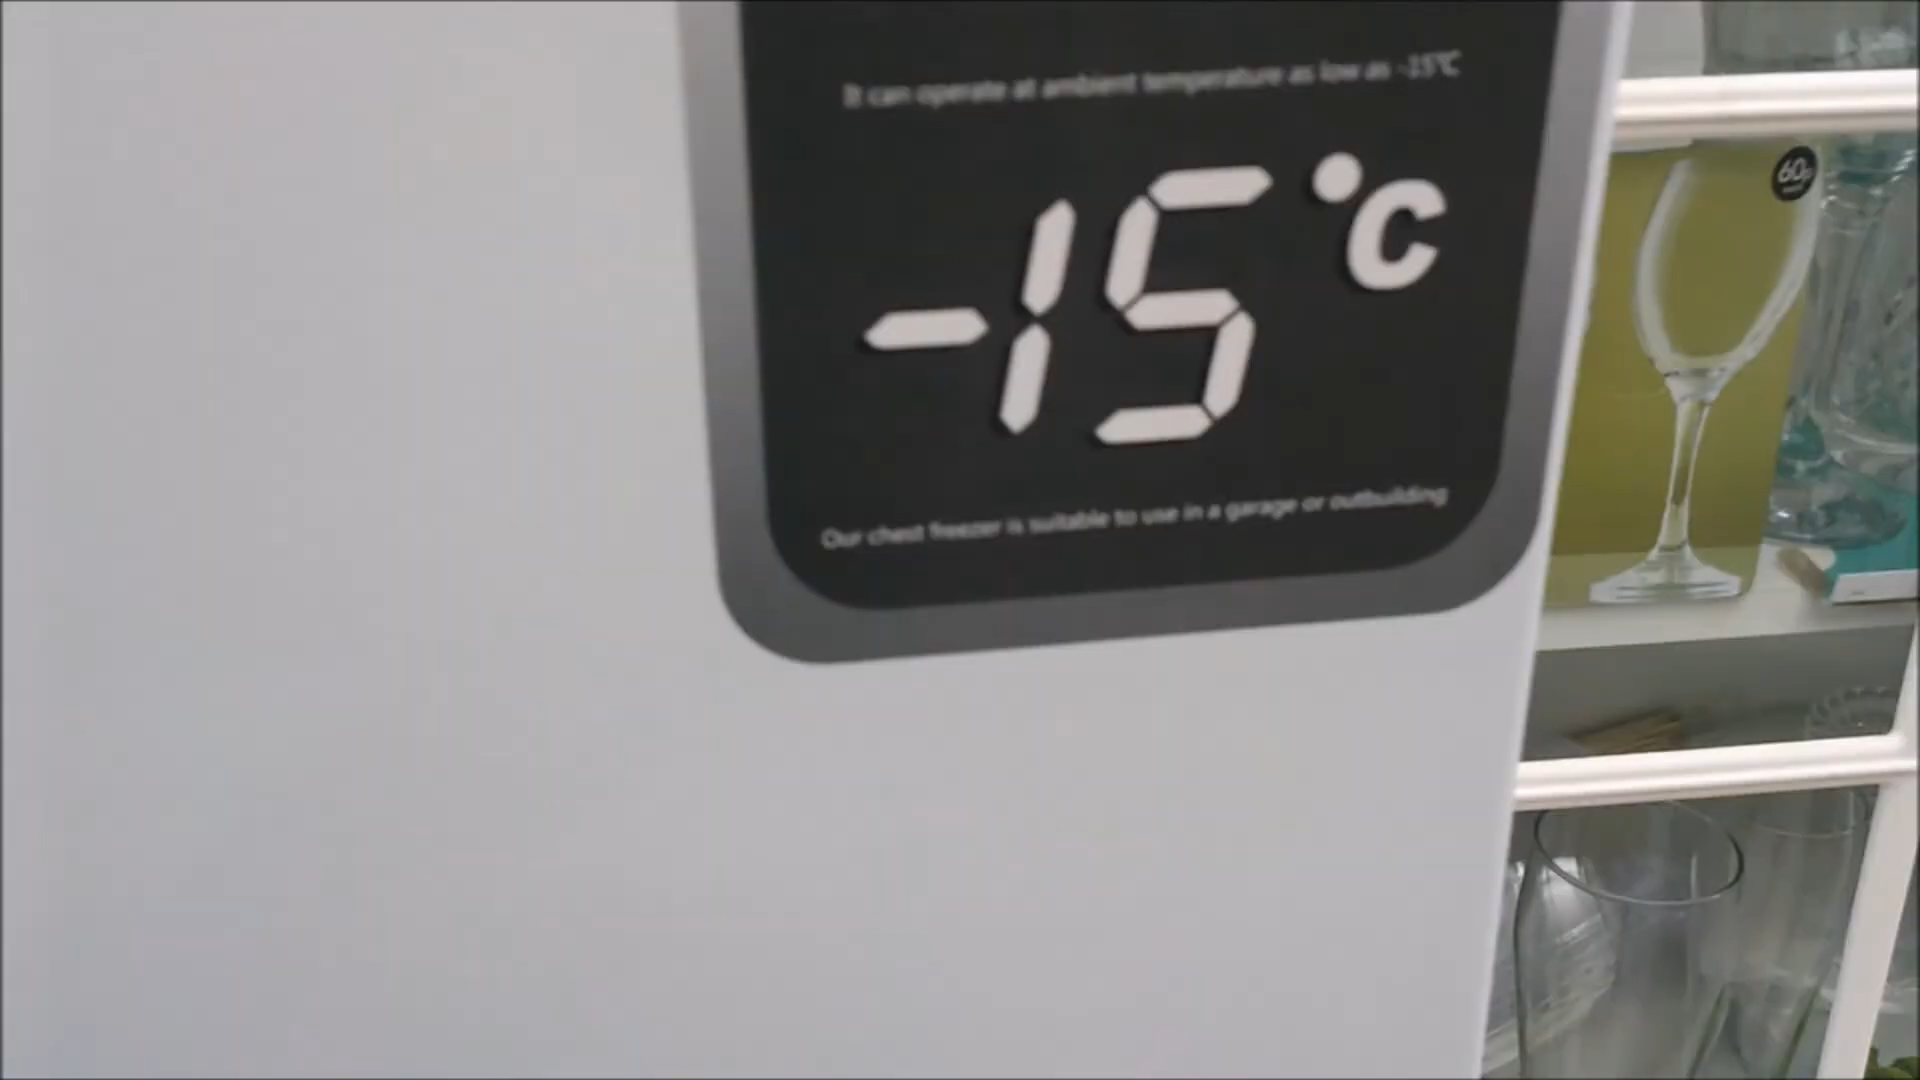 It can operate at ambient temperature as low as -15°C
-15°C
60p
Our chest freezer is suitable to use in a garage or outbuilding